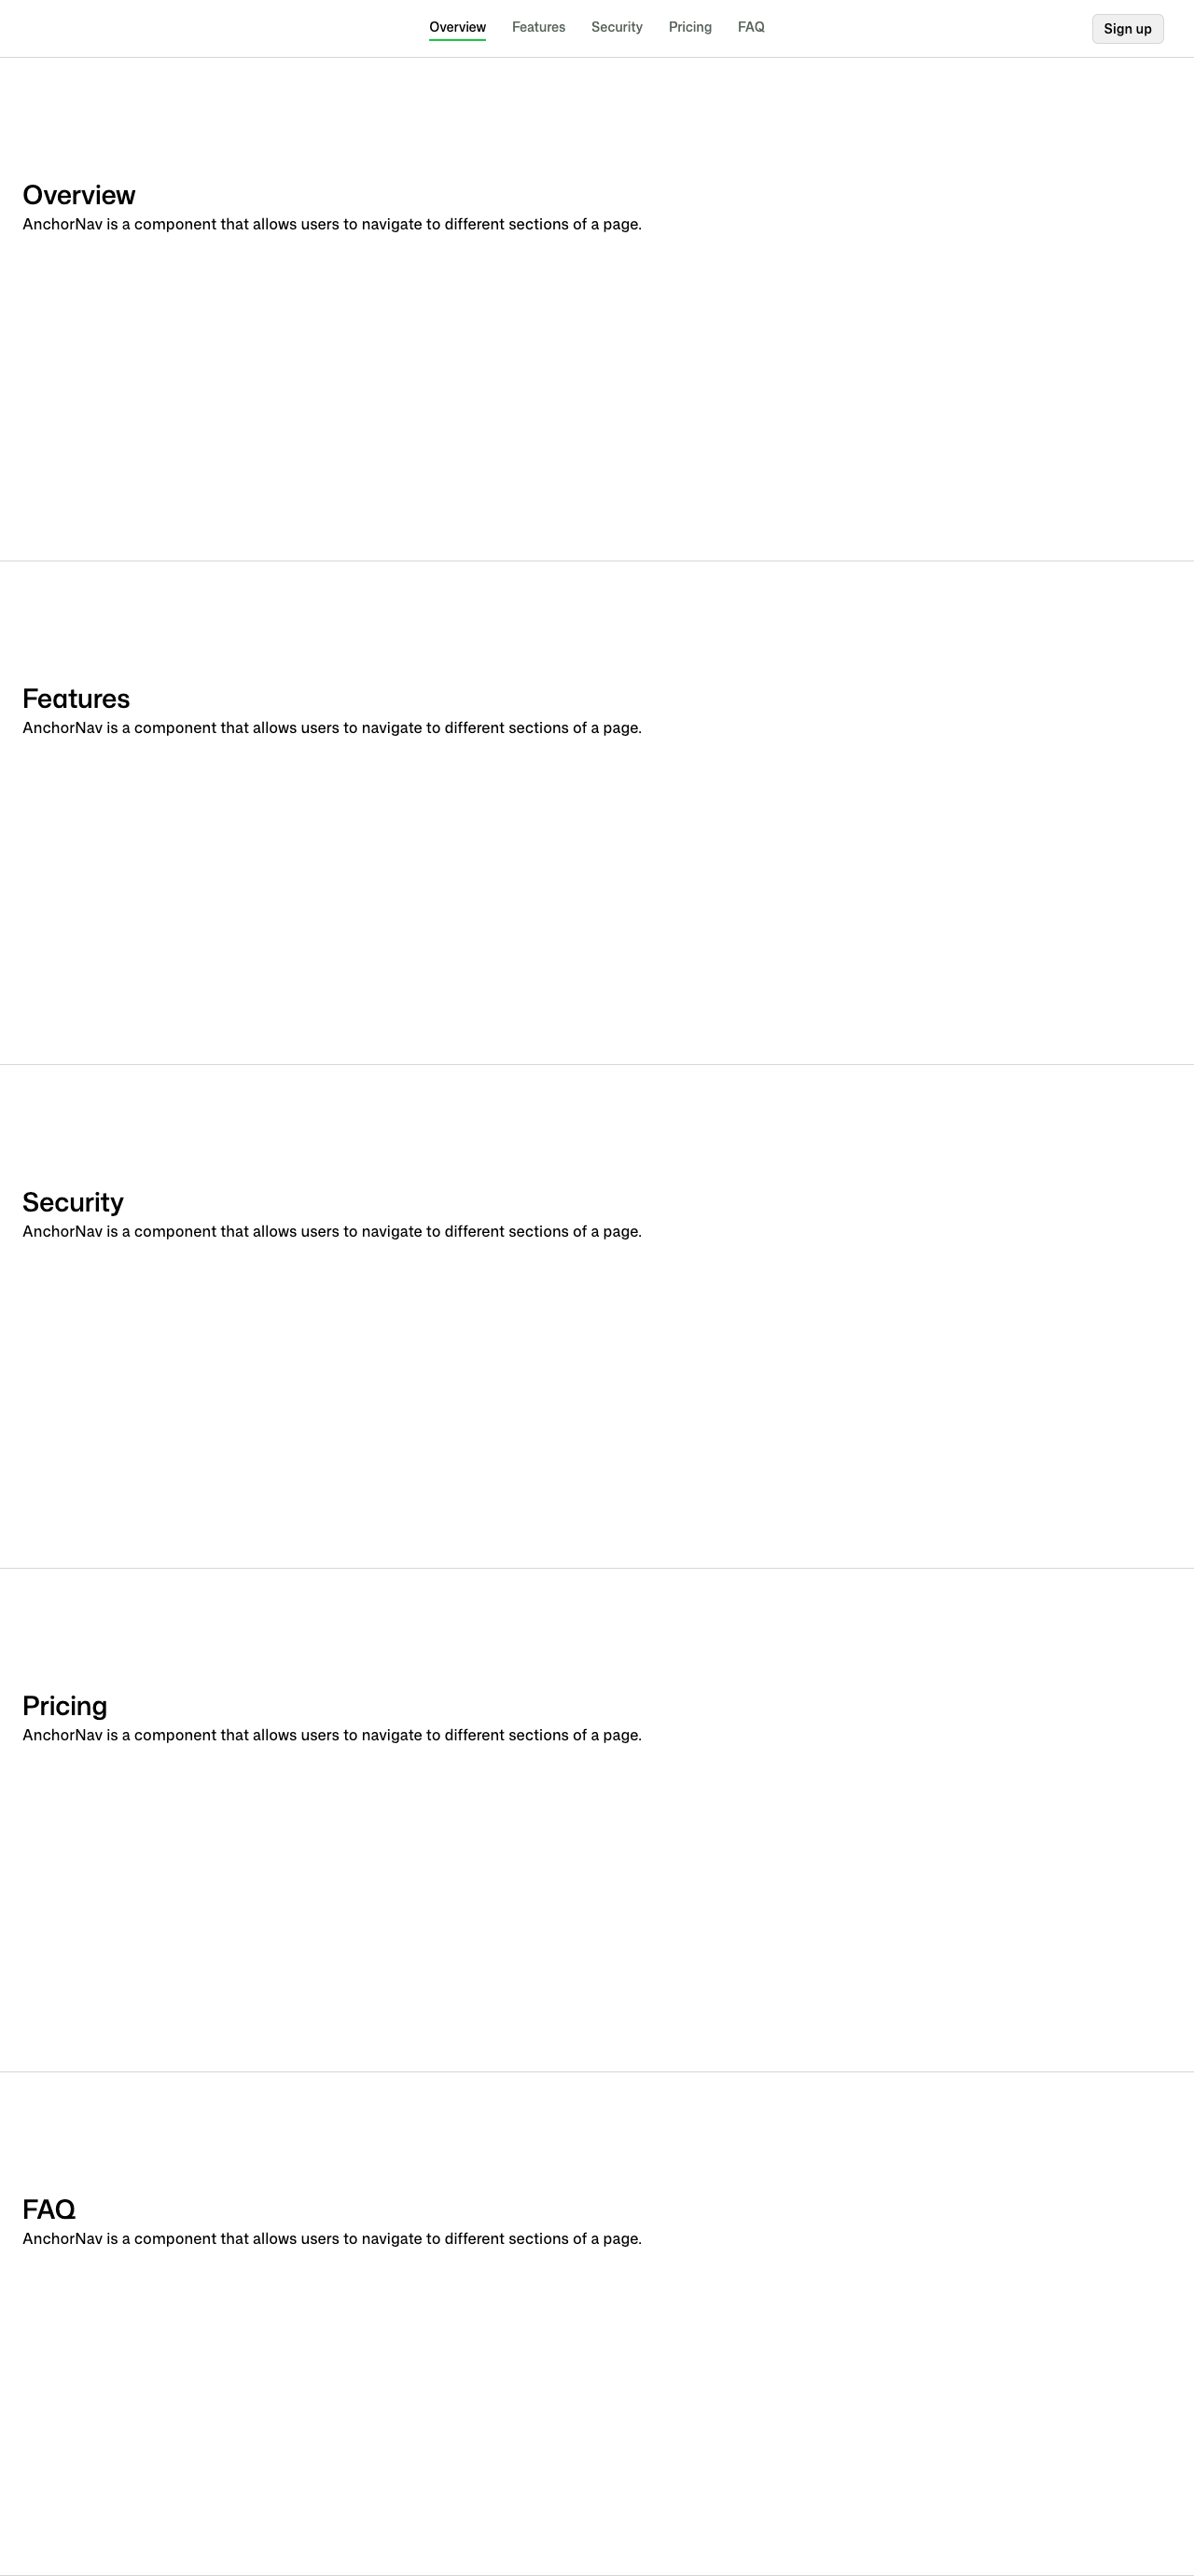 Overview Features Security Pricing FAQ Sign up
Overview
AnchorNav is a component that allows users to navigate to different sections of a page.
Features
AnchorNav is a component that allows users to navigate to different sections of a page.
Security
AnchorNav is a component that allows users to navigate to different sections of a page.
Pricing
AnchorNav is a component that allows users to navigate to different sections of a page.
FAQ
AnchorNav is a component that allows users to navigate to different sections of a page.